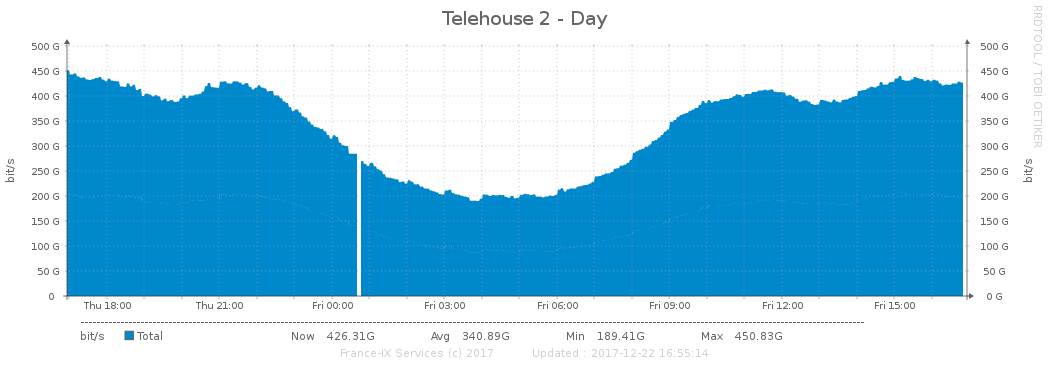 Telehouse 2 - Day
RRDTOOL / TOBI OETIKER
500 G 500 G
450 G 450 G
400 G 400 G
350 G 350 G
300 G 300 G
250 G 250 G
200 G 200 G
150 G 150 G
100 G 100 G
50 G 50 G
0 0 G
bit/s bit/s
Thu 18:00 Thu 21:00 Fri 00:00 Fri 03:00 Fri 06:00 Fri 09:00 Fri 12:00 Fri 15:00
bit/s Total Now 426.31G Avg 340.89G Min 189.41G Max 450.83G
France-IX Services (c) 2017 Updated : 2017-12-22 16:55:14